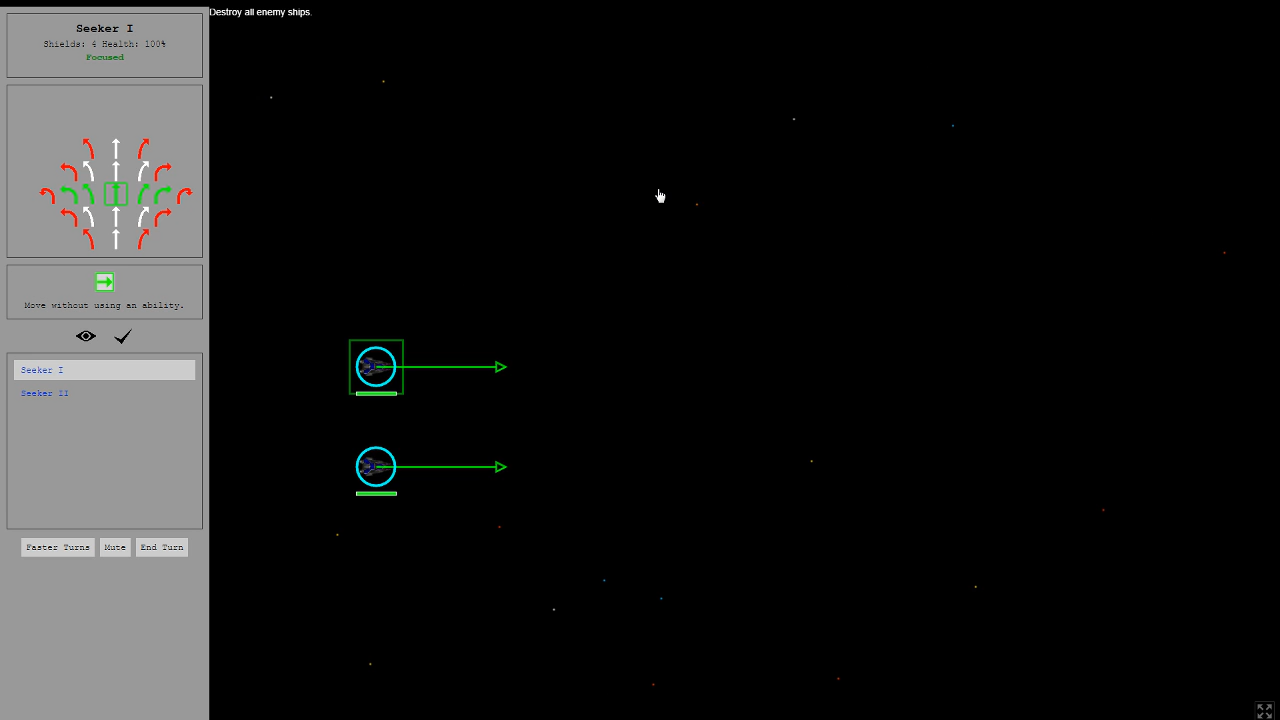 Destroy all enemy ships.
Seeker I
Shields: 4 Health: 100%
Focused
Move without using an ability.
Seeker I
Seeker II
Faster Turns
Mute
End Turn